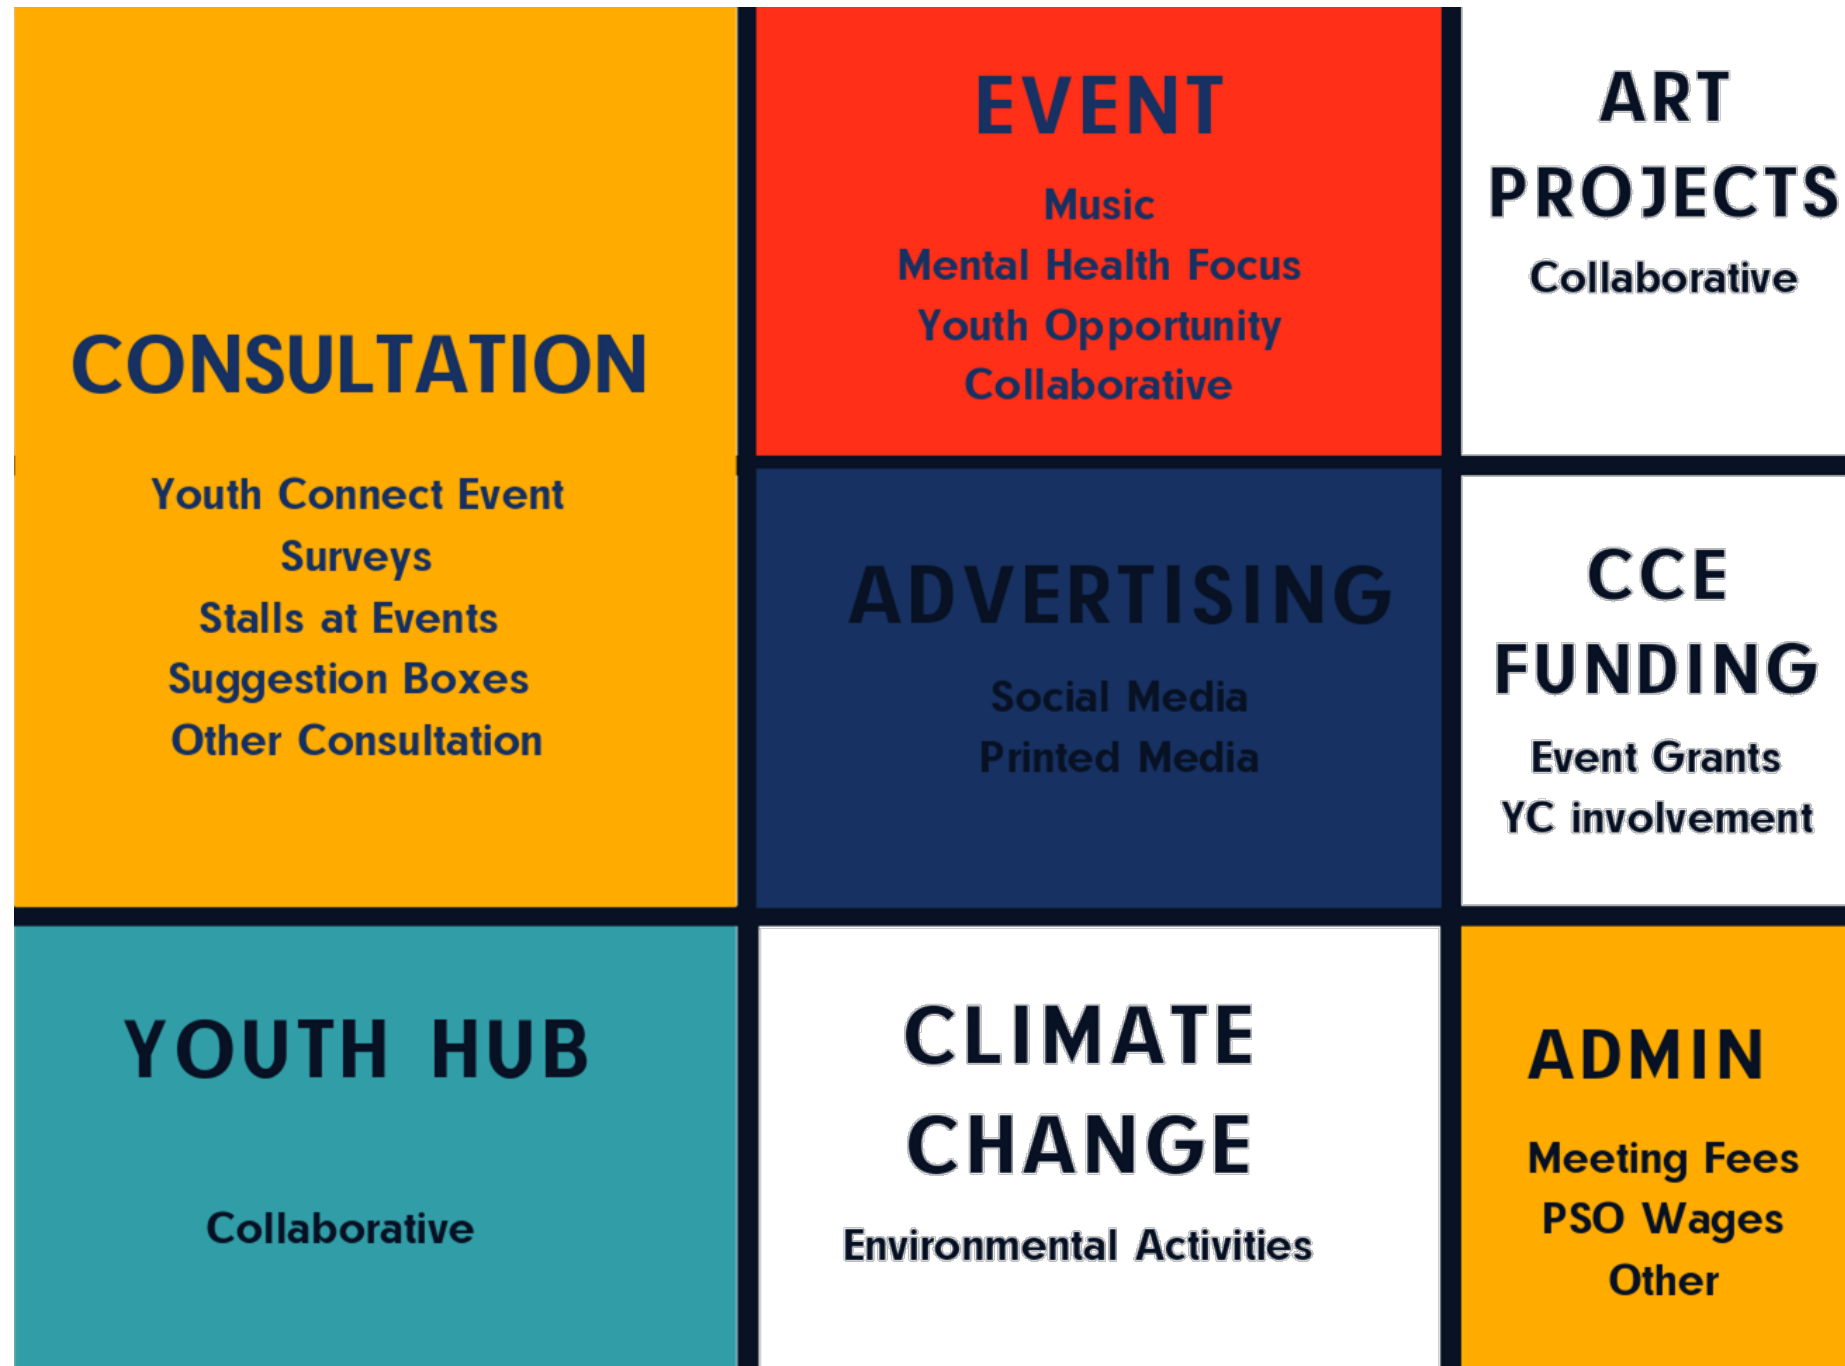 CONSULTATION
Youth Connect Event
Surveys
Stalls at Events
Suggestion Boxes
Other Consultation
EVENT
Music
Mental Health Focus
Youth Opportunity
Collaborative
ART
PROJECTS
Collaborative
ADVERTISING
Social Media
Printed Media
CCE
FUNDING
Event Grants
YC involvement
YOUTH HUB
Collaborative
CLIMATE
CHANGE
Environmental Activities
ADMIN
Meeting Fees
PSO Wages
Other